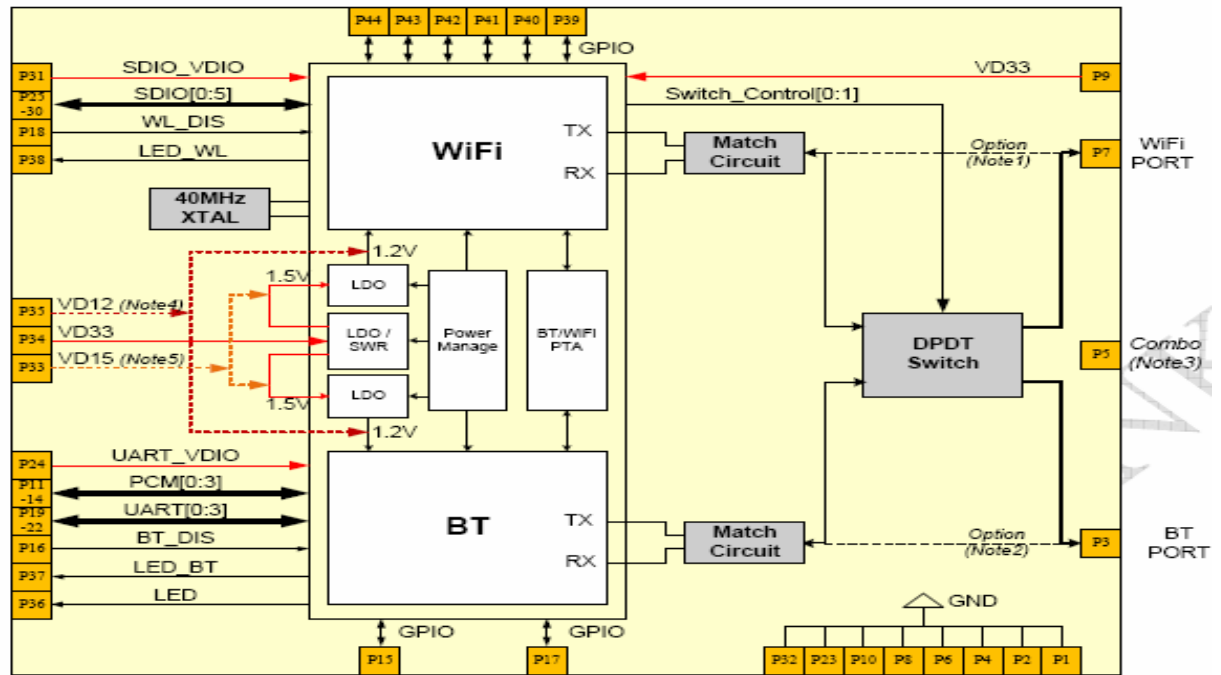 P44 P43 P42 P41 P40 P39
GPIO
P31 SDIO_VDIO
P25
-30
SDIO[0:5]
P18 WL_DIS
P38 LED_WL
VD33 P9
Switch_Control[0:1]
WiFi
TX
RX
Match
Circuit
Option
(Note1)
P7
WiFi
PORT
40MHz
XTAL
1.2V
1.5V
LDO
P35 VD12 (Note4)
P34 VD33
P33 VD15 (Note5)
LDO /
SWR
Power
Manage
BT/WIFI
PTA
LDO
1.5V
1.2V
DPDT
Switch
P5
Combo
(Note3)
P24 UART_VDIO
P11
-14
PCM[0:3]
P19
-22
UART[0:3]
P16 BT_DIS
P37 LED_BT
P36 LED
BT
TX
RX
Match
Circuit
Option
(Note2)
P3
BT
PORT
GPIO
GPIO
P15
P17
GND
P32 P23 P10 P8 P6 P4 P2 P1